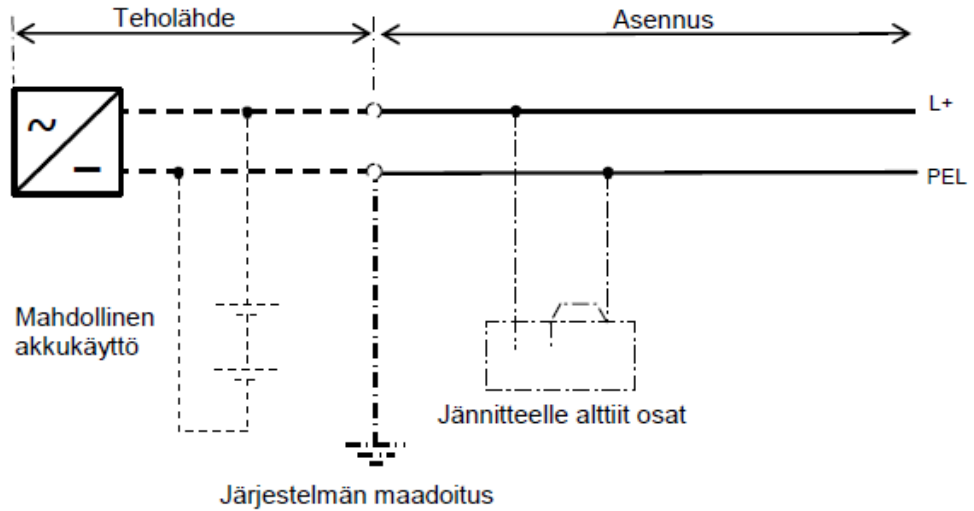 Teholähde
Asennus
L+
PEL
~
–
Mahdollinen
akkukäyttö
Jännitteelle alttiit osat
Järjestelmän maadoitus